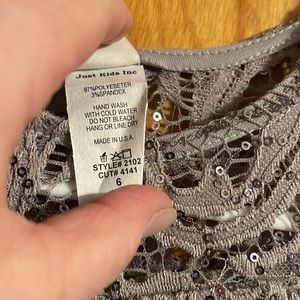 Just Kids Inc
97%POLYESETER
3%SPANDEX
HAND WASH
WITH COLD WATER
DO NOT BLEACH
HANG OR LINE DRY
MADE IN U.S.A.
STYLE# 2102
CUT# 4141
6